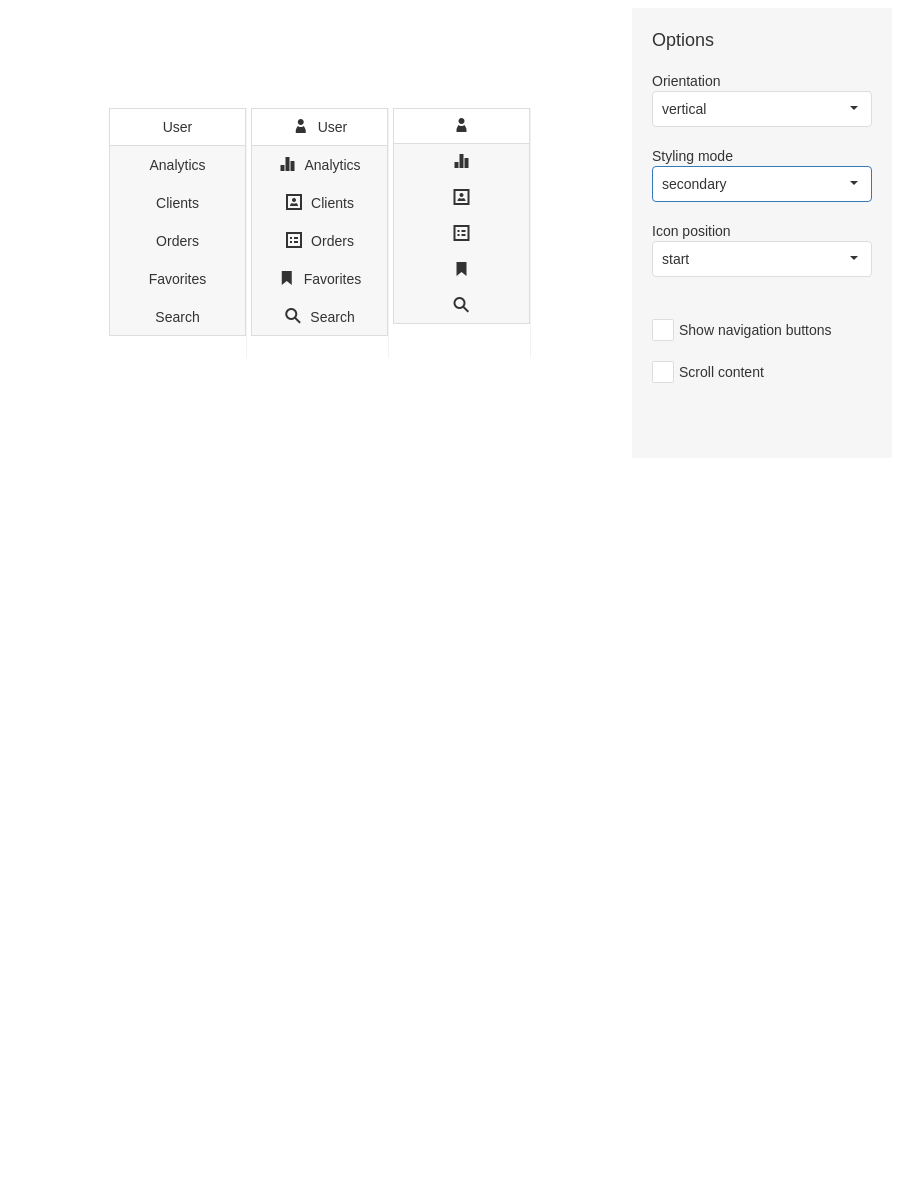 User
Analytics
Clients
Orders
Favorites
Search
User
Analytics
Clients
Orders
Favorites
Search
Options
Orientation
vertical
Styling mode
secondary
Icon position
start
Show navigation buttons
Scroll content